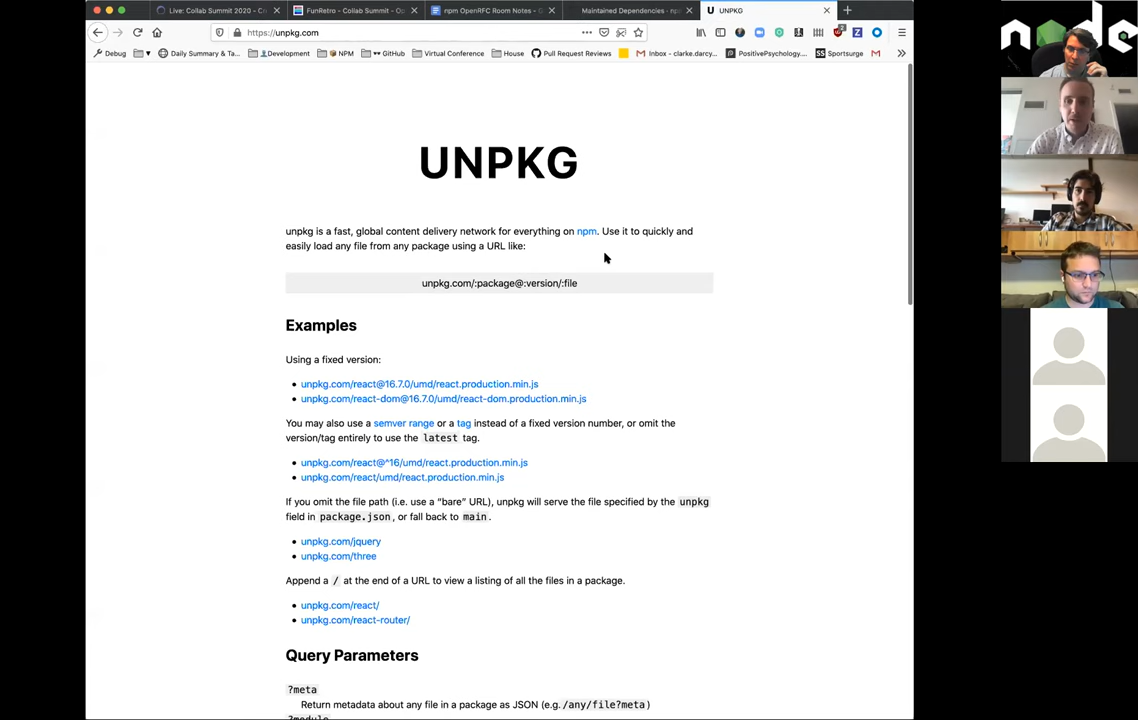 Live: Collab Summit 2020 - Cr
FunRetro - Collab Summit - Op
npm OpenRFC Room Notes - G
Maintained Dependencies - np
UNPKG
https://unpkg.com
Debug
Daily Summary & Ta...
Development
NPM
GitHub
Virtual Conference
House
Pull Request Reviews
Inbox - clarke.darcy...
PositivePsychology....
Sportsurge
node
UNPKG
unpkg is a fast, global content delivery network for everything on npm. Use it to quickly and
easily load any file from any package using a URL like:
unpkg.com/:package@:version/:file
Examples
Using a fixed version:
• unpkg.com/react@16.7.0/umd/react.production.min.js
• unpkg.com/react-dom@16.7.0/umd/react-dom.production.min.js
You may also use a semver range or a tag instead of a fixed version number, or omit the
version/tag entirely to use the latest tag.
• unpkg.com/react@^16/umd/react.production.min.js
• unpkg.com/react/umd/react.production.min.js
If you omit the file path (i.e. use a “bare” URL), unpkg will serve the file specified by the unpkg
field in package.json, or fall back to main.
• unpkg.com/jquery
• unpkg.com/three
Append a / at the end of a URL to view a listing of all the files in a package.
• unpkg.com/react/
• unpkg.com/react-router/
Query Parameters
?meta
Return metadata about any file in a package as JSON (e.g. /any/file?meta)
?module